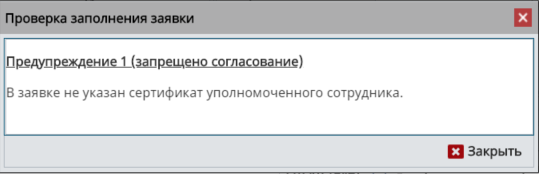 Проверка заполнения заявки
Предупреждение 1 (запрещено согласование)
В заявке не указан сертификат уполномоченного сотрудника.
Закрыть